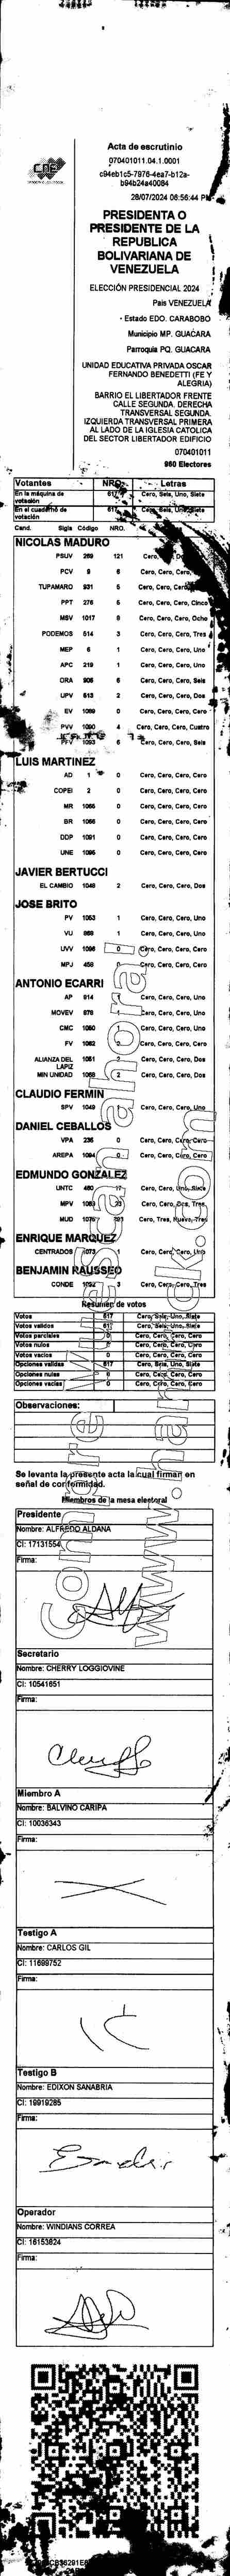 CNE
Acta de escrutinio
070401011.04.1.0001
c94eb1c5-7976-4ea7-b12a-
b94b24a40084
28/07/2024 06:56:44 PM
PRESIDENTA O
PRESIDENTE DE LA
REPUBLICA
BOLIVARIANA DE
VENEZUELA
ELECCIÓN PRESIDENCIAL 2024
Pais VENEZUELA
Estado EDO. CARABOBO
Municipio MP. GUACARA
Parroquia PQ. GUACARA
UNIDAD EDUCATIVA PRIVADA OSCAR
FERNANDO BENEDETTI (FE Y
ALEGRIA)
BARRIO EL LIBERTADOR FRENTE
CALLE SEGUNDA. DERECHA
TRANSVERSAL SEGUNDA.
IZQUIERDA TRANSVERSAL PRIMERA
AL LADO DE LA IGLESIA CATOLICA
DEL SECTOR LIBERTADOR EDIFICIO
070401011
960 Electores
Votantes NRO. Letras
En la máquina de votación 617 Cero, Seis, Uno, Siete
En el cuaderno de votación 617 Cero, Seis, Uno, Siete
Cand. Sigla Código NRO.
NICOLAS MADURO
PSUV 269 121 Cero, Dos, Uno
PCV 9 6 Cero, Cero, Cero,
TUPAMARO 931 5 Cero, Cero, Cero,
PPT 276 5 Cero, Cero, Cero, Cinco
MSV 1017 8 Cero, Cero, Cero, Ocho
PODEMOS 514 3 Cero, Cero, Cero, Tres
MEP 6 1 Cero, Cero, Cero, Uno
APC 219 1 Cero, Cero, Cero, Uno
ORA 906 6 Cero, Cero, Cero, Seis
UPV 613 2 Cero, Cero, Cero, Dos
EV 1089 0 Cero, Cero, Cero, Cero
PVV 1090 4 Cero, Cero, Cero, Cuatro
PFV 1093 6 Cero, Cero, Cero, Seis
LUIS MARTINEZ
AD 1 0 Cero, Cero, Cero, Cero
COPEI 2 0 Cero, Cero, Cero, Cero
MR 1065 0 Cero, Cero, Cero, Cero
BR 1066 0 Cero, Cero, Cero, Cero
DDP 1091 0 Cero, Cero, Cero, Cero
UNE 1095 0 Cero, Cero, Cero, Cero
JAVIER BERTUCCI
EL CAMBIO 1048 2 Cero, Cero, Cero, Dos
JOSE BRITO
PV 1053 1 Cero, Cero, Cero, Uno
VU 968 1 Cero, Cero, Cero, Uno
UVV 1096 0 Cero, Cero, Cero, Cero
MPJ 458 0 Cero, Cero, Cero, Cero
ANTONIO ECARRI
AP 914 1 Cero, Cero, Cero, Uno
MOVEV 978 1 Cero, Cero, Cero, Uno
CMC 1050 1 Cero, Cero, Cero, Uno
FV 1082 0 Cero, Cero, Cero, Cero
ALIANZA DEL LAPIZ 1051 2 Cero, Cero, Cero, Dos
MIN UNIDAD 1068 2 Cero, Cero, Cero, Dos
CLAUDIO FERMIN
SPV 1049 1 Cero, Cero, Cero, Uno
DANIEL CEBALLOS
VPA 236 0 Cero, Cero, Cero, Cero
AREPA 1094 0 Cero, Cero, Cero, Cero
EDMUNDO GONZALEZ
UNTC 460 17 Cero, Cero, Uno, Siete
MPV 1083 23 Cero, Cero, Dos, Tres
MUD 1076 393 Cero, Tres, Nueve, Tres
ENRIQUE MARQUEZ
CENTRADOS 1073 1 Cero, Cero, Cero, Uno
BENJAMIN RAUSSEO
CONDE 1092 3 Cero, Cero, Cero, Tres
Resumen de votos
Votos 617 Cero, Seis, Uno, Siete
Votos validos 617 Cero, Seis, Uno, Siete
Votos parciales 0 Cero, Cero, Cero, Cero
Votos nulos 0 Cero, Cero, Cero, Cero
Votos vacios 0 Cero, Cero, Cero, Cero
Opciones validas 617 Cero, Seis, Uno, Siete
Opciones nulas 0 Cero, Cero, Cero, Cero
Opciones vacias 0 Cero, Cero, Cero, Cero
Observaciones:
Se levanta la presente acta la cual firman en
señal de conformidad.
Miembros de la mesa electoral
Presidente
Nombre: ALFREDO ALDANA
CI: 17131554
Firma:
Secretario
Nombre: CHERRY LOGGIOVINE
CI: 10541651
Firma:
Miembro A
Nombre: BALVINO CARIPA
CI: 10036343
Firma:
Testigo A
Nombre: CARLOS GIL
CI: 11699752
Firma:
Testigo B
Nombre: EDIXON SANABRIA
CI: 19919285
Firma:
Operador
Nombre: WINDIANS CORREA
CI: 16153824
Firma: